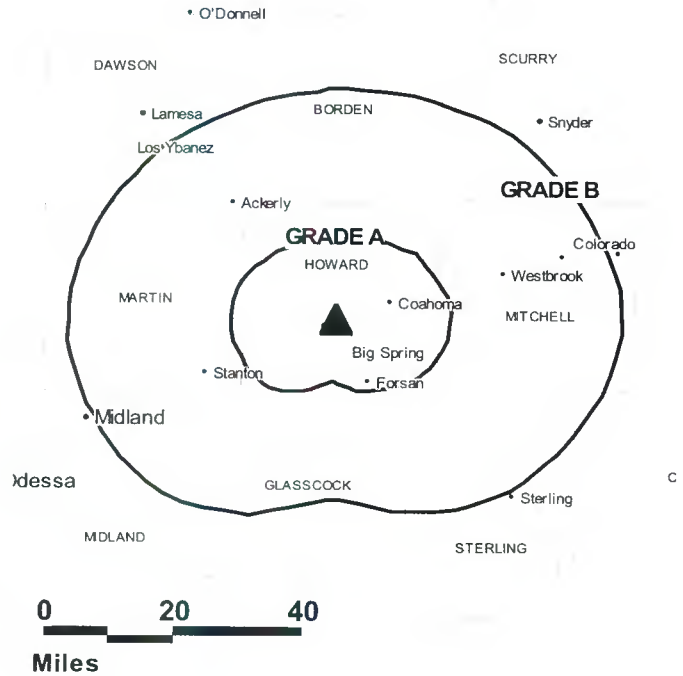 O'Donnell
DAWSON
SCURRY
BORDEN
Lamesa
Snyder
Los Ybanez
GRADE B
Ackerly
GRADE A
Colorado
HOWARD
Westbrook
MARTIN
Coahoma
MITCHELL
Big Spring
Stanton
Forsan
Midland
dessa
GLASSCOCK
Sterling
MIDLAND
STERLING
0 20 40
Miles